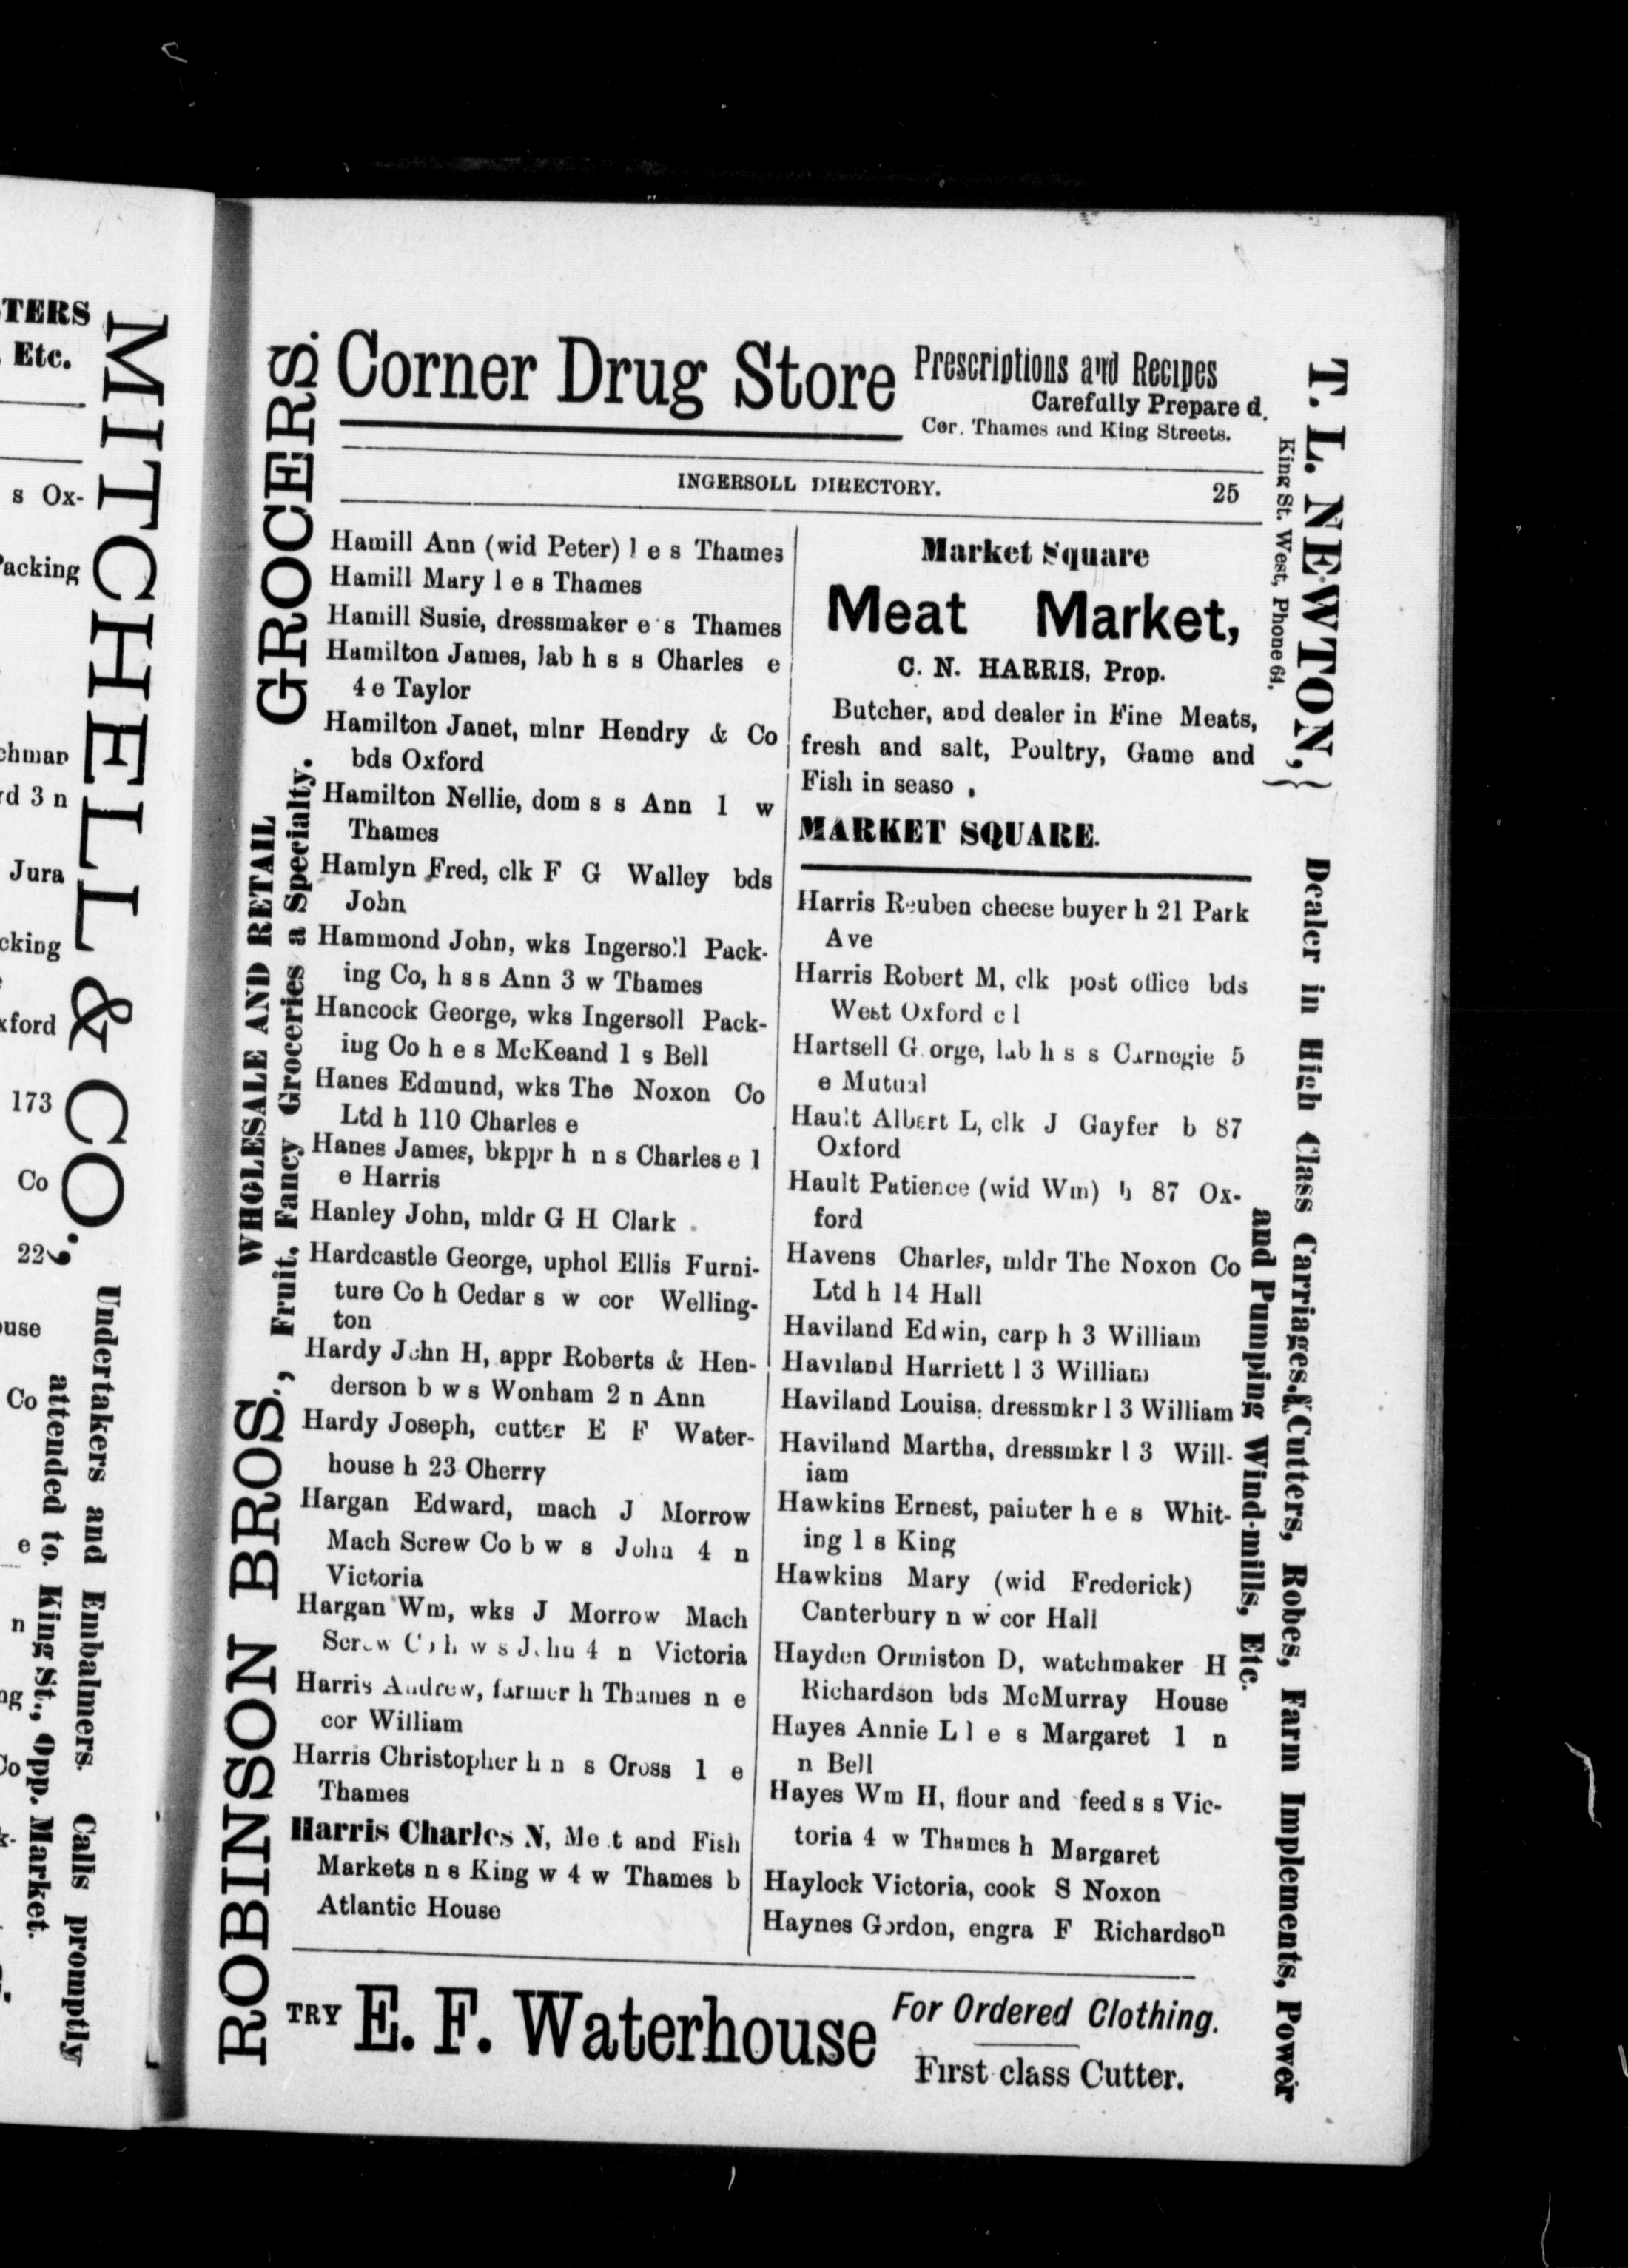 TERS
Etc.
s Ox-
acking
chman
rd 3 n
Jura
cking
xford
173
Co
22
ouse
Co
e
n
ng
Co
k-
MITCHELL & CO.,
Undertakers and Embalmers. Calls promptly
attended to. King St., Opp. Market.
ROBINSON BROS., WHOLESALE AND RETAIL GROCERS.
Fruit, Fancy Groceries a Specialty.
Corner Drug Store
Prescriptions and Recipes
Carefully Prepared.
Cor. Thames and King Streets.
INGERSOLL DIRECTORY. 25
Hamill Ann (wid Peter) l e s Thames
Hamill Mary l e s Thames
Hamill Susie, dressmaker e s Thames
Hamilton James, lab h s s Charles e
4 e Taylor
Hamilton Janet, mlnr Hendry & Co
bds Oxford
Hamilton Nellie, dom s s Ann 1 w
Thames
Hamlyn Fred, clk F G Walley bds
John
Hammond John, wks Ingersoll Pack-
ing Co, h s s Ann 3 w Thames
Hancock George, wks Ingersoll Pack-
ing Co h e s McKeand 1 s Bell
Hanes Edmund, wks The Noxon Co
Ltd h 110 Charles e
Hanes James, bkppr h n s Charles e 1
e Harris
Hanley John, mldr G H Clark
Hardcastle George, uphol Ellis Furni-
ture Co h Cedar s w cor Welling-
ton
Hardy John H, appr Roberts & Hen-
derson b w s Wonham 2 n Ann
Hardy Joseph, cutter E F Water-
house h 23 Cherry
Hargan Edward, mach J Morrow
Mach Screw Co b w s John 4 n
Victoria
Hargan Wm, wks J Morrow Mach
Screw Co h w s John 4 n Victoria
Harris Andrew, farmer h Thames n e
cor William
Harris Christopher h n s Cross 1 e
Thames
Harris Charles N, Meat and Fish
Markets n s King w 4 w Thames b
Atlantic House
Market Square
Meat Market,
C. N. HARRIS, Prop.
Butcher, and dealer in Fine Meats,
fresh and salt, Poultry, Game and
Fish in seaso .
MARKET SQUARE.
Harris Reuben cheese buyer h 21 Park
Ave
Harris Robert M, clk post office bds
West Oxford c l
Hartsell George, lab h s s Carnegie 5
e Mutual
Hault Albert L, clk J Gayfer b 87
Oxford
Hault Patience (wid Wm) h 87 Ox-
ford
Havens Charles, mldr The Noxon Co
Ltd h 14 Hall
Haviland Edwin, carp h 3 William
Haviland Harriett l 3 William
Haviland Louisa, dressmkr l 3 William
Haviland Martha, dressmkr l 3 Will-
iam
Hawkins Ernest, painter h e s Whit-
ing 1 s King
Hawkins Mary (wid Frederick)
Canterbury n w cor Hall
Hayden Ormiston D, watchmaker H
Richardson bds McMurray House
Hayes Annie L l e s Margaret 1 n
n Bell
Hayes Wm H, flour and feed s s Vic-
toria 4 w Thames h Margaret
Haylock Victoria, cook S Noxon
Haynes Gordon, engra F Richardson
T. L. NEWTON,}
King St. West, Phone 64.
Dealer in High Class Carriages, Cutters, Robes, Farm Implements, Power
and Pumping Wind-mills, Etc.
TRY E. F. Waterhouse
For Ordered Clothing.
First class Cutter.